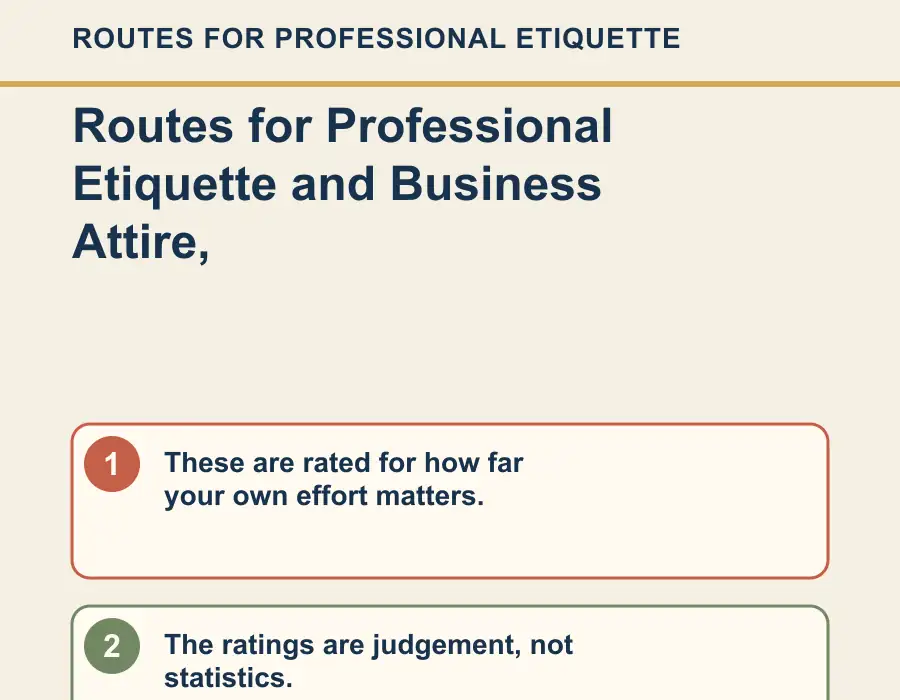 ROUTES FOR PROFESSIONAL ETIQUETTE
Routes for Professional
Etiquette and Business
Attire,
1
These are rated for how far
your own effort matters.
2
The ratings are judgement, not
statistics.